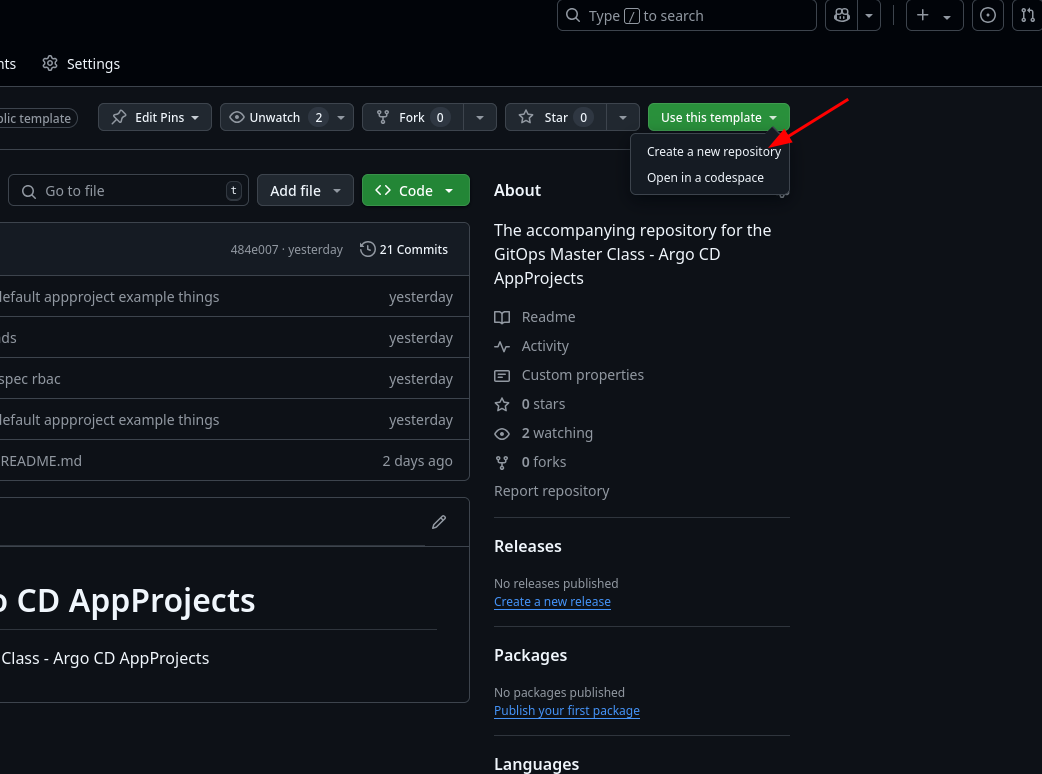 Type / to search
nts
Settings
blic template
Edit Pins
Unwatch 2
Fork 0
Star 0
Use this template
Create a new repository
Open in a codespace
Go to file
t
Add file
Code
484e007 · yesterday
21 Commits
default appproject example things
yesterday
ds
yesterday
spec rbac
yesterday
default appproject example things
yesterday
README.md
2 days ago
o CD AppProjects
Class - Argo CD AppProjects
About
The accompanying repository for the
GitOps Master Class - Argo CD
AppProjects
Readme
Activity
Custom properties
0 stars
2 watching
0 forks
Report repository
Releases
No releases published
Create a new release
Packages
No packages published
Publish your first package
Languages